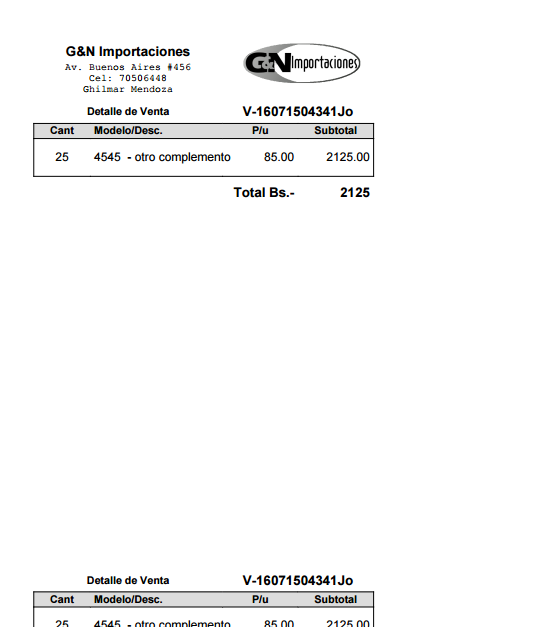 G&N Importaciones
Av. Buenos Aires #456
Cel: 70506448
Ghilmar Mendoza
G&N Importaciones
Detalle de Venta V-16071504341Jo
Cant Modelo/Desc. P/u Subtotal
25 4545 - otro complemento 85.00 2125.00
Total Bs.- 2125
Detalle de Venta V-16071504341Jo
Cant Modelo/Desc. P/u Subtotal
25 4545 - otro complemento 85.00 2125.00